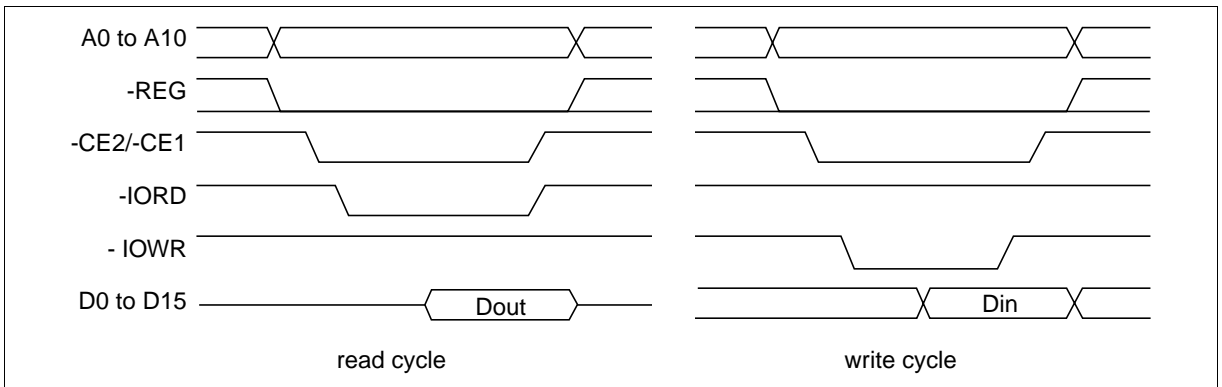 A0 to A10
-REG
-CE2/-CE1
-IORD
- IOWR
D0 to D15
Dout
Din
read cycle
write cycle